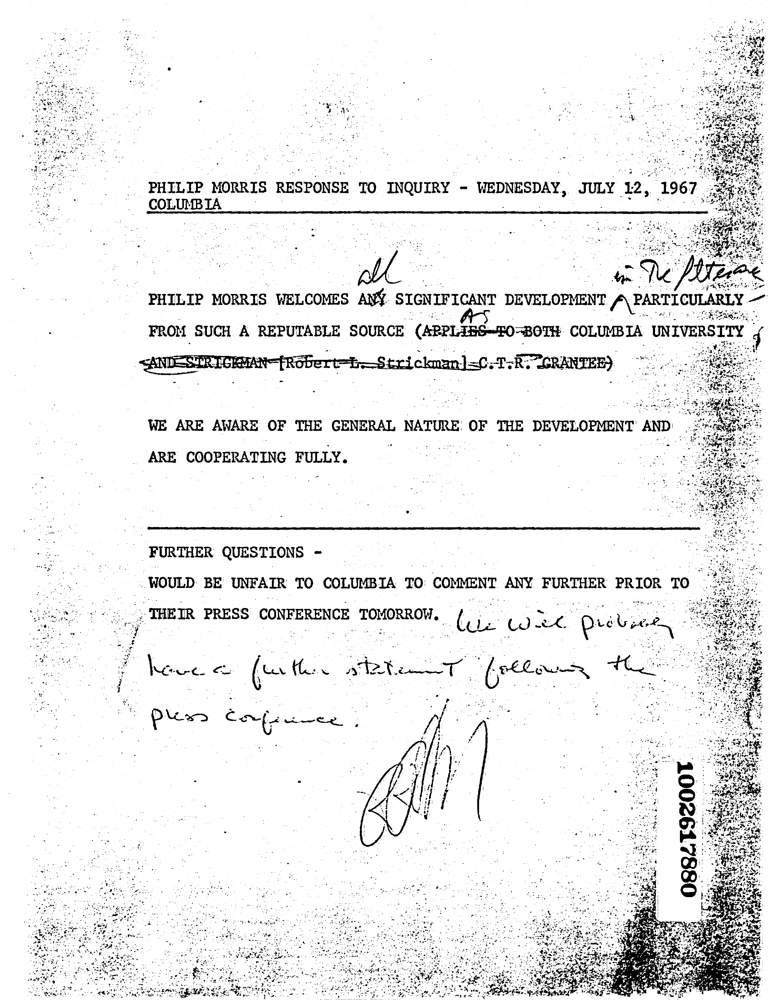 PHILIP MORRIS RESPONSE TO INQUIRY - WEDNESDAY, JULY 12, 1967
COLUMBIA
all in The
PHILIP MORRIS WELCOMES ANY SIGNIFICANT DEVELOPMENT PARTICULARLY
As
FROM SUCH A REPUTABLE SOURCE (APPLIES TO BOTH COLUMBIA UNIVERSITY
AND STRICKMAN [Robert L. Strickman] C.T.R. GRANTEE)
WE ARE AWARE OF THE GENERAL NATURE OF THE DEVELOPMENT AND
ARE COOPERATING FULLY.
FURTHER QUESTIONS -
WOULD BE UNFAIR TO COLUMBIA TO COMMENT ANY FURTHER PRIOR TO
THEIR PRESS CONFERENCE TOMORROW. We will probably
have a further statement following the
press conference.
1002617880